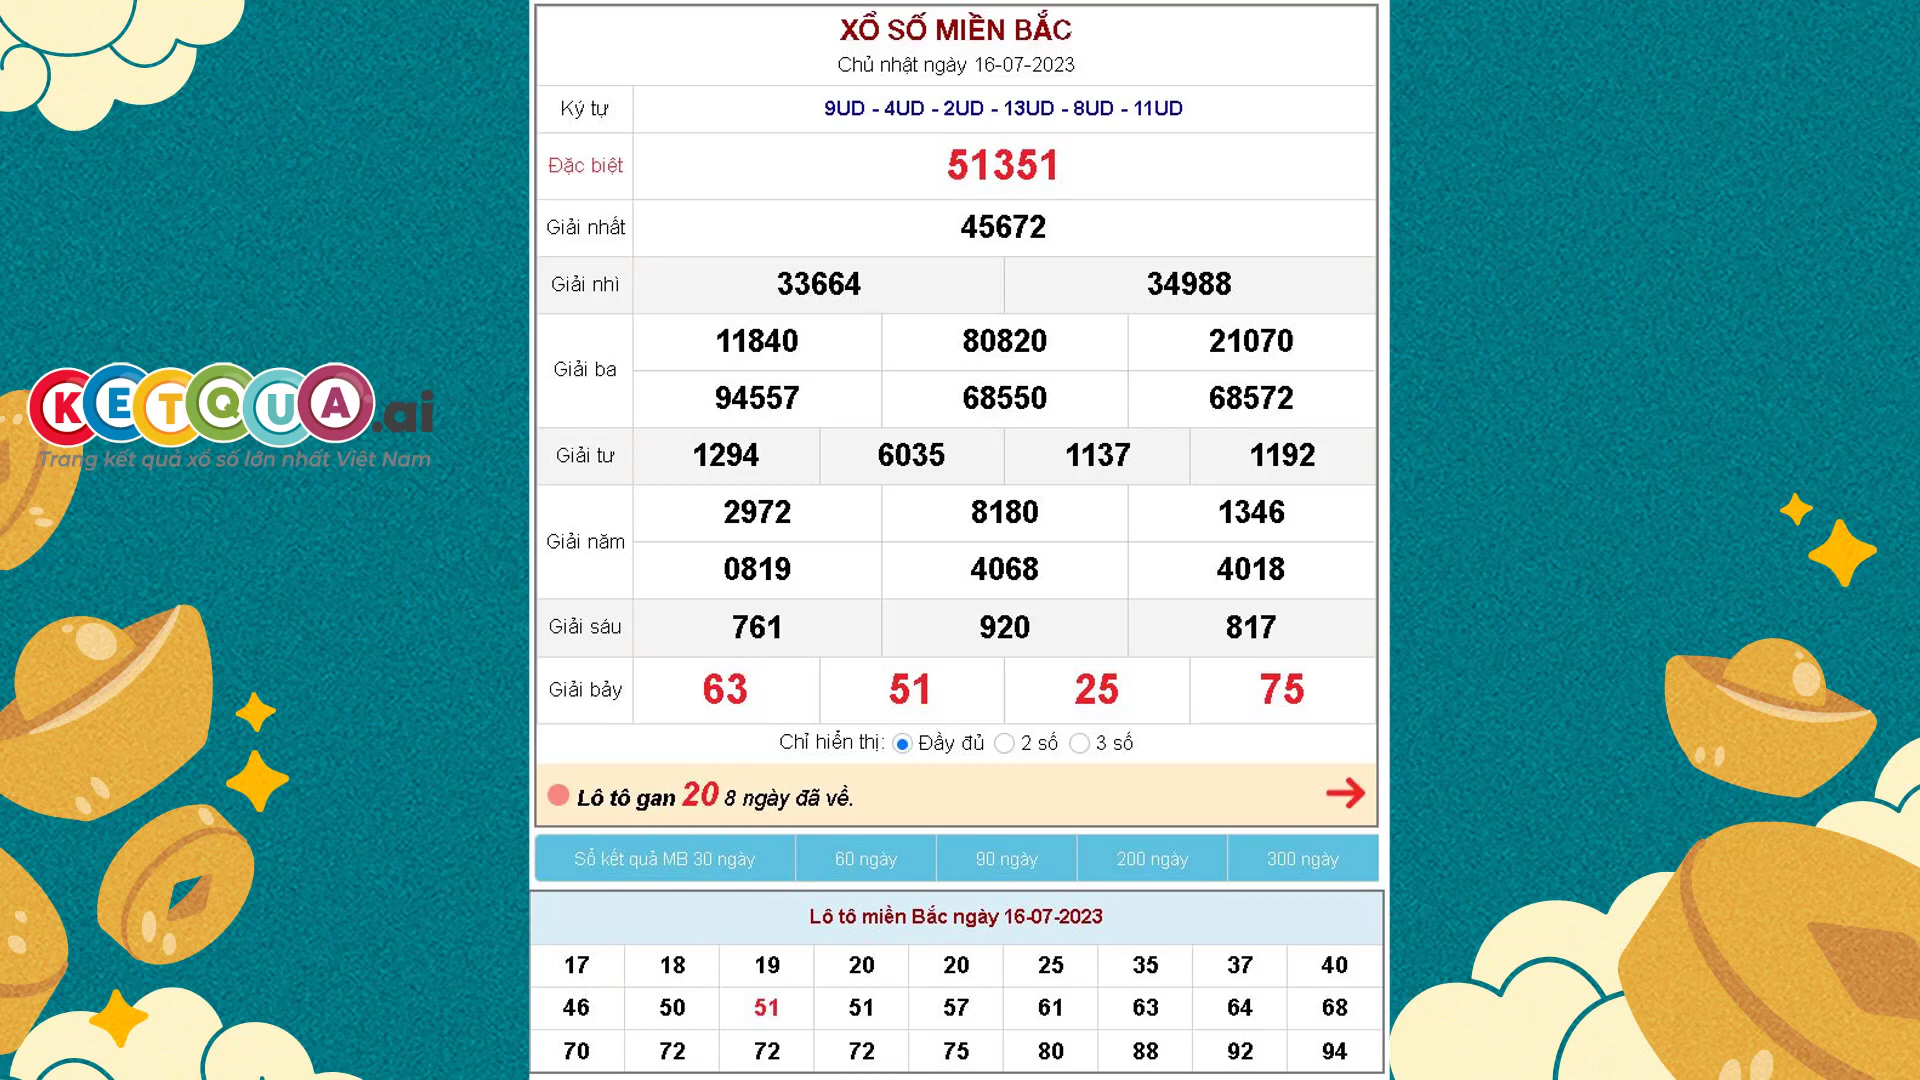 XỔ SỐ MIỀN BẮC
Chủ nhật ngày 16-07-2023
Ký tự 9UD - 4UD - 2UD - 13UD - 8UD - 11UD
Đặc biệt 51351
Giải nhất 45672
Giải nhì 33664 34988
Giải ba 11840 80820 21070
94557 68550 68572
Giải tư 1294 6035 1137 1192
Giải năm 2972 8180 1346
0819 4068 4018
Giải sáu 761 920 817
Giải bảy 63 51 25 75
Chỉ hiển thị: Đầy đủ 2 số 3 số
Lô tô gan 20 8 ngày đã về.
Sổ kết quả MB 30 ngày 60 ngày 90 ngày 200 ngày 300 ngày
Lô tô miền Bắc ngày 16-07-2023
17 18 19 20 20 25 35 37 40
46 50 51 51 57 61 63 64 68
70 72 72 72 75 80 88 92 94
KETQUA.ai
Trang kết quả xổ số lớn nhất Việt Nam